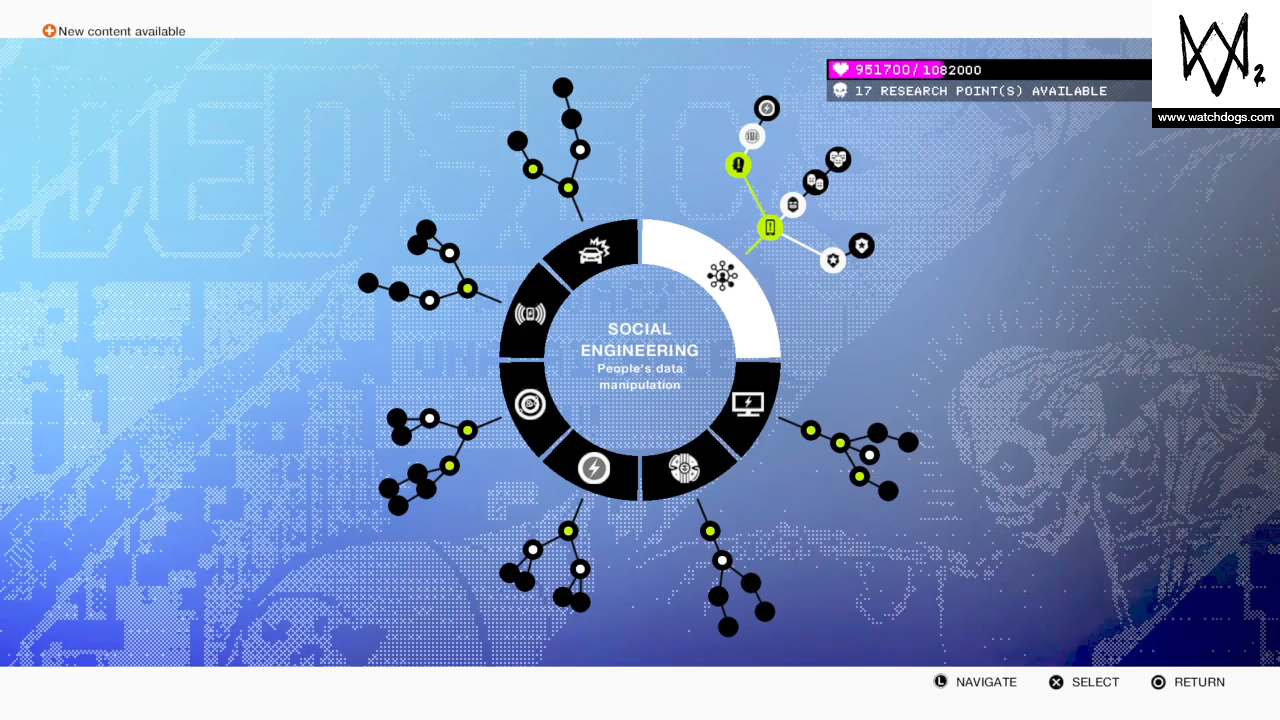 New content available
951700/1082000
17 RESEARCH POINT(S) AVAILABLE
2
www.watchdogs.com
SOCIAL
ENGINEERING
People's data
manipulation
L NAVIGATE
SELECT
RETURN